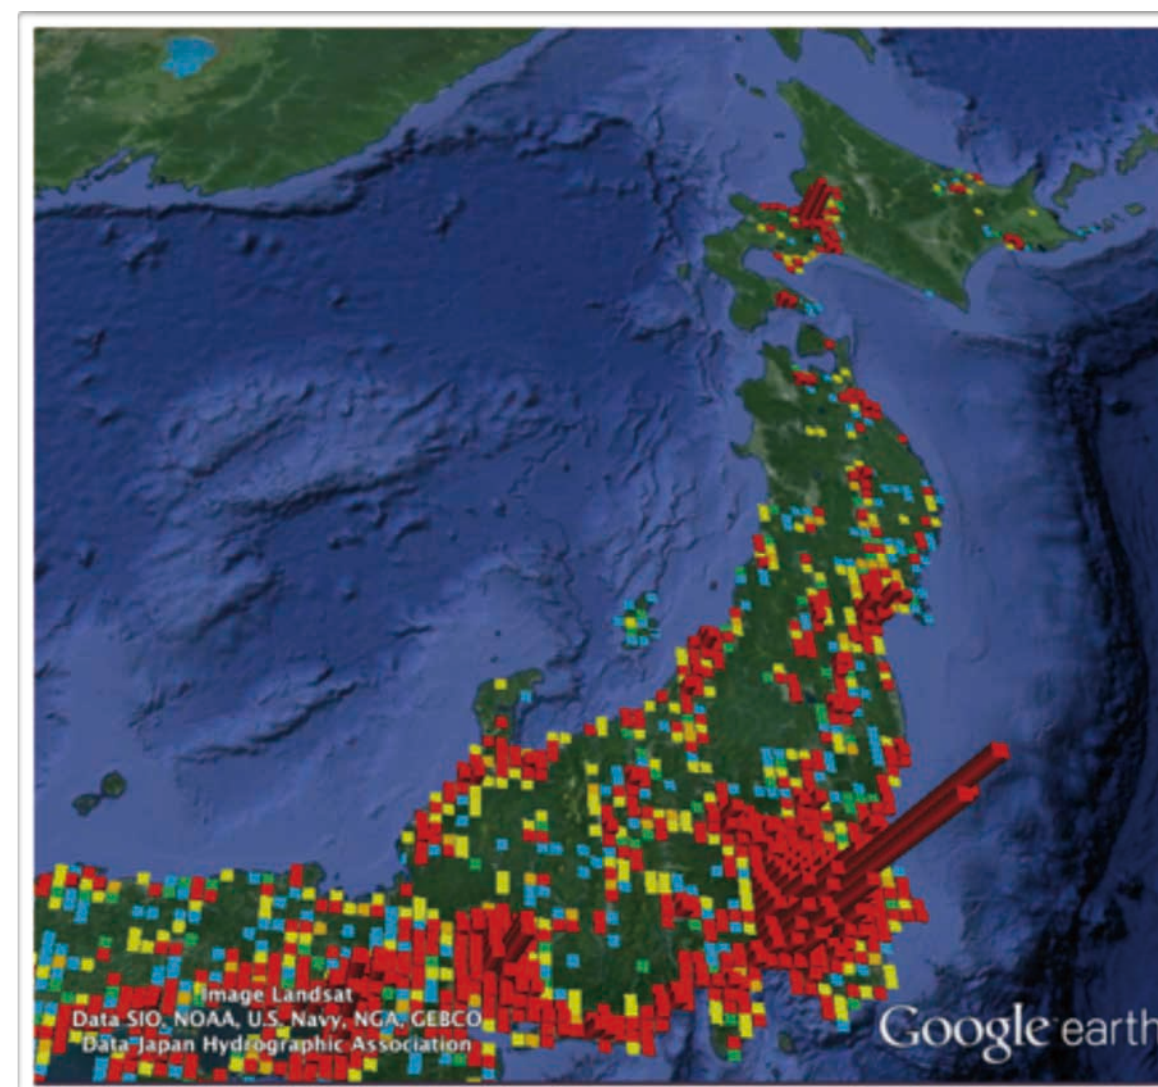 Image Landsat
Data SIO, NOAA, U.S. Navy, NGA, GEBCO
Data Japan Hydrographic Association
Google earth